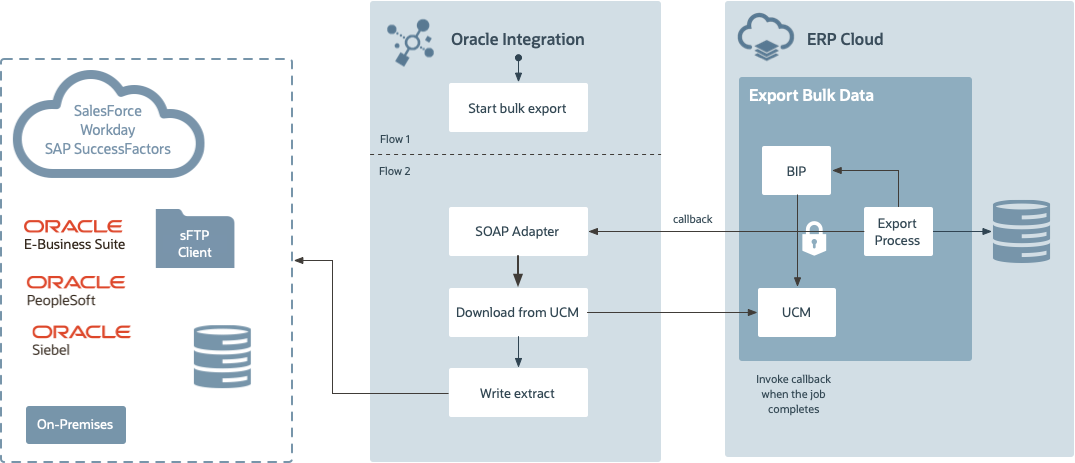 SalesForce
Workday
SAP SuccessFactors
ORACLE
E-Business Suite
sFTP
Client
ORACLE
PeopleSoft
ORACLE
Siebel
On-Premises
Oracle Integration
Start bulk export
Flow 1
Flow 2
SOAP Adapter
Download from UCM
Write extract
callback
ERP Cloud
Export Bulk Data
BIP
Export
Process
UCM
Invoke callback
when the job
completes